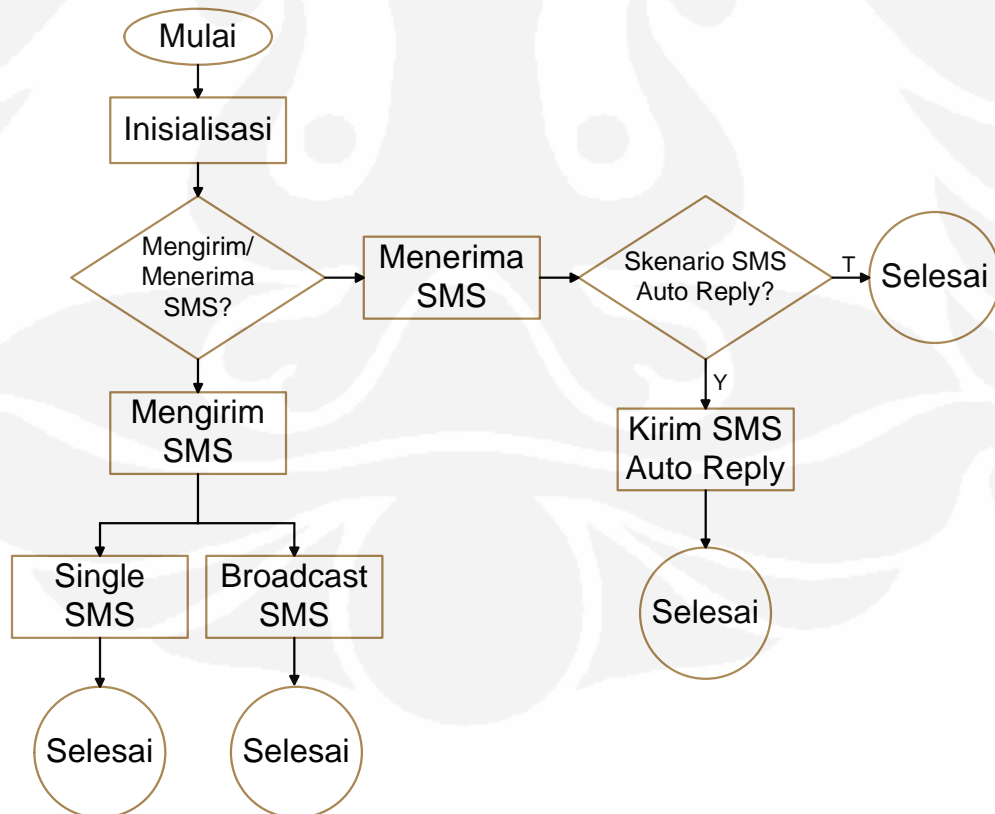 Mulai
Inisialisasi
Mengirim/
Menerima
SMS?
Menerima
SMS
Skenario SMS
Auto Reply?
T
Selesai
Y
Mengirim
SMS
Kirim SMS
Auto Reply
Single
SMS
Broadcast
SMS
Selesai
Selesai
Selesai